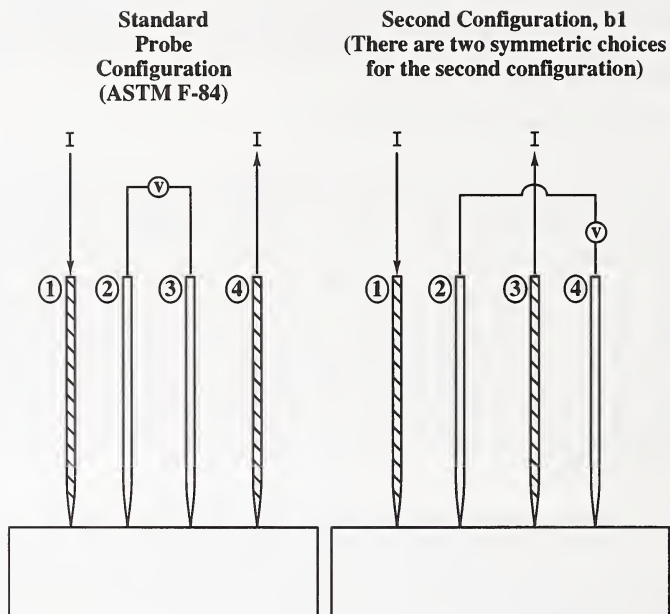 Standard
Probe
Configuration
(ASTM F-84)
I
I
V
1 2 3 4
Second Configuration, b1
(There are two symmetric choices
for the second configuration)
I
I
V
1 2 3 4